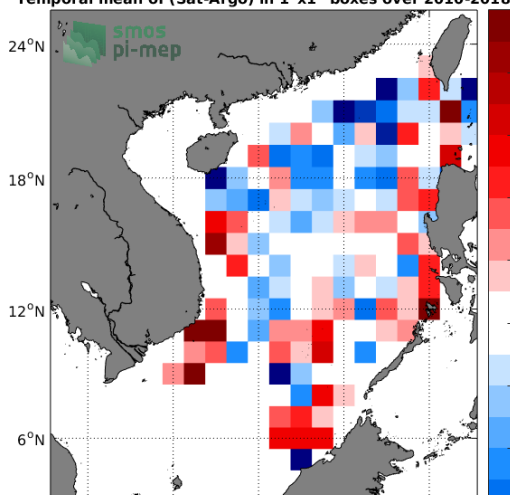 Temporal mean of (Sat-Argo) in 1°x1° boxes over 2010-2018
smos
pi-mep
24°N
18°N
12°N
6°N